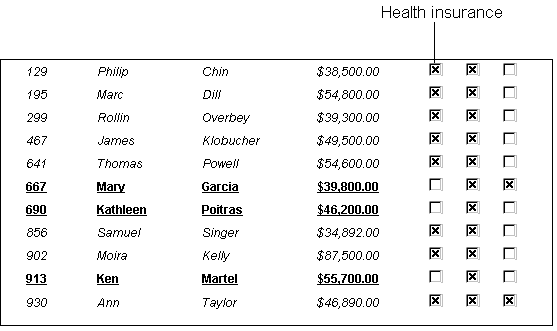 Health insurance
129 Philip Chin $38,500.00
195 Marc Dill $54,800.00
299 Rollin Overbey $39,300.00
467 James Klobucher $49,500.00
641 Thomas Powell $54,600.00
667 Mary Garcia $39,800.00
690 Kathleen Poitras $46,200.00
856 Samuel Singer $34,892.00
902 Moira Kelly $87,500.00
913 Ken Martel $55,700.00
930 Ann Taylor $46,890.00